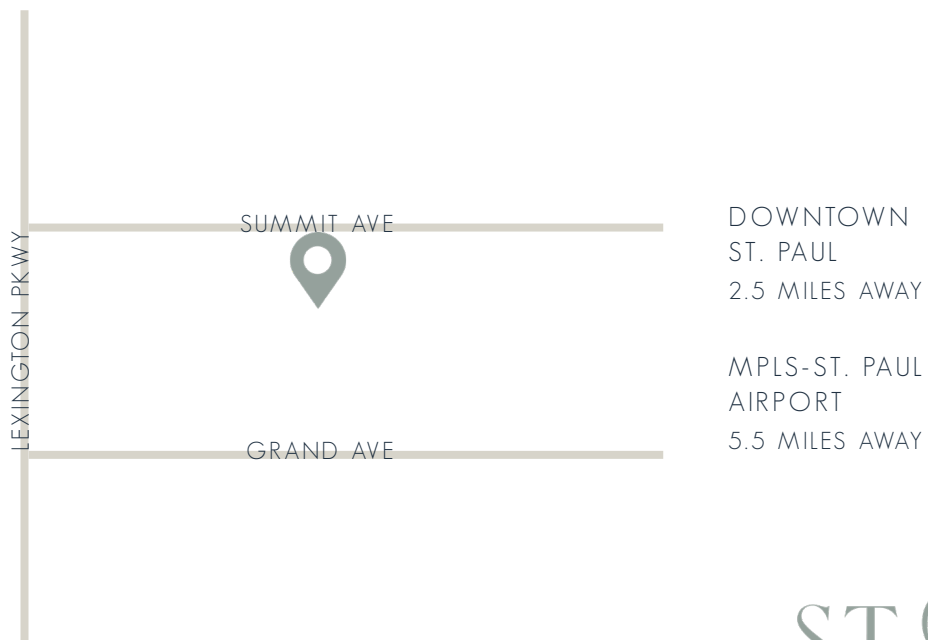 SUMMIT AVE
LEXINGTON PKWY
GRAND AVE
DOWNTOWN
ST. PAUL
2.5 MILES AWAY
MPLS-ST. PAUL
AIRPORT
5.5 MILES AWAY
ST